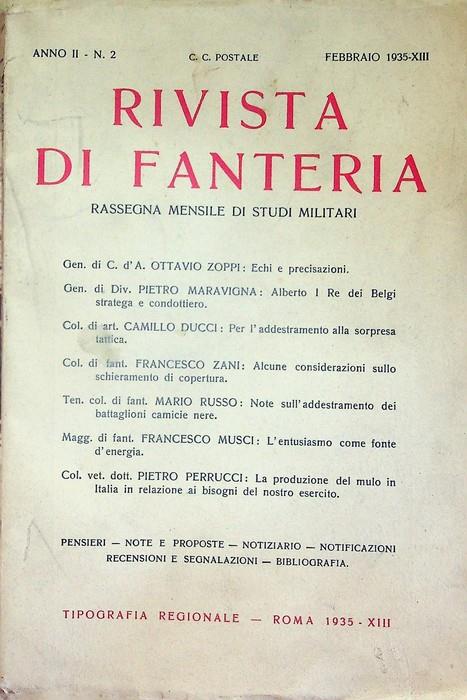 ANNO II - N. 2 C. C. POSTALE FEBBRAIO 1935-XIII
RIVISTA
DI FANTERIA
RASSEGNA MENSILE DI STUDI MILITARI
Gen. di C. d'A. OTTAVIO ZOPPI: Echi e precisazioni.
Gen. di Div. PIETRO MARAVIGNA: Alberto I Re dei Belgi
stratega e condottiero.
Col. di art. CAMILLO DUCCI: Per l'addestramento alla sorpresa
tattica.
Col. di fant. FRANCESCO ZANI: Alcune considerazioni sullo
schieramento di copertura.
Ten. col. di fant. MARIO RUSSO: Note sull'addestramento dei
battaglioni camicie nere.
Magg. di fant. FRANCESCO MUSCI: L'entusiasmo come fonte
d'energia.
Col. vet. dott. PIETRO PERRUCCI: La produzione del mulo in
Italia in relazione ai bisogni del nostro esercito.
PENSIERI — NOTE E PROPOSTE — NOTIZIARIO — NOTIFICAZIONI
RECENSIONI E SEGNALAZIONI — BIBLIOGRAFIA.
TIPOGRAFIA REGIONALE — ROMA 1935 - XIII